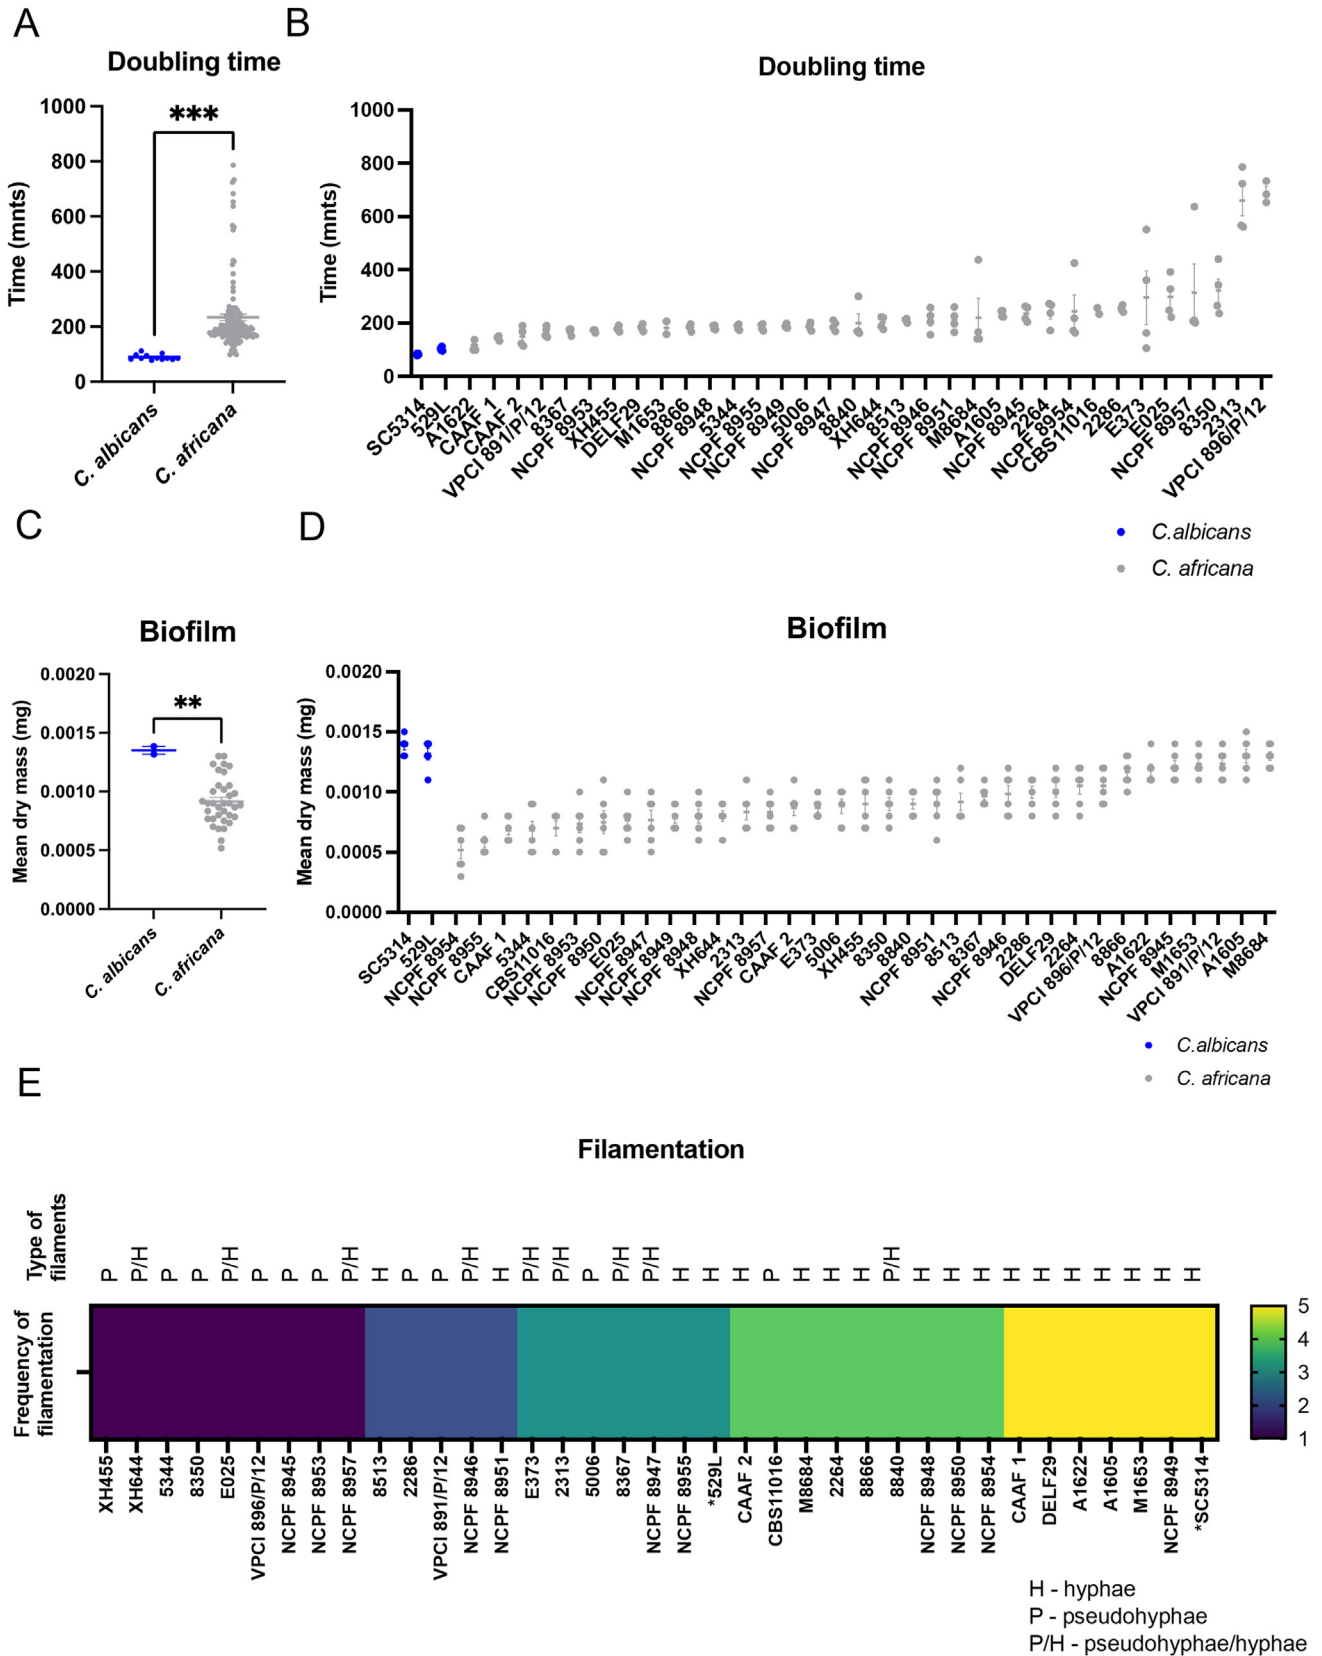 A
B
Doubling time
Doubling time
Time (mnts)
1000
800
600
400
200
0
***
C. albicans
C. africana
Time (mnts)
1000
800
600
400
200
0
SC5314
529L
A1622
CAAF 1
CAAF 2
VPCI 891/P/12
8367
NCPF 8953
XH455
DELF29
M1653
8866
NCPF 8948
5344
NCPF 8955
NCPF 8949
5006
NCPF 8947
8840
XH644
8513
NCPF 8946
NCPF 8951
M8684
A1605
NCPF 8945
2264
NCPF 8954
CBS11016
2286
E373
E025
NCPF 8957
8350
2313
VPCI 896/P/12
C.albicans
C. africana
C
D
Biofilm
Biofilm
Mean dry mass (mg)
0.0020
0.0015
0.0010
0.0005
0.0000
**
C. albicans
C. africana
Mean dry mass (mg)
0.0020
0.0015
0.0010
0.0005
0.0000
SC5314
529L
NCPF 8954
NCPF 8955
CAAF 1
5344
CBS11016
NCPF 8953
NCPF 8950
E025
NCPF 8947
NCPF 8949
NCPF 8948
XH644
2313
NCPF 8957
CAAF 2
E373
5006
XH455
8350
8840
NCPF 8951
8513
8367
NCPF 8946
2286
DELF29
2264
VPCI 896/P/12
8866
A1622
NCPF 8945
M1653
VPCI 891/P/12
A1605
M8684
C.albicans
C. africana
E
Filamentation
Type of
filaments
P
P/H
P
P
P/H
P
P
P
P/H
H
P
P
P/H
H
P/H
P/H
P
P/H
P/H
H
H
H
P
H
H
H
P/H
H
H
H
H
H
H
H
H
H
H
Frequency of
filamentation
5
4
3
2
1
XH455
XH644
5344
8350
E025
VPCI 896/P/12
NCPF 8945
NCPF 8953
NCPF 8957
8513
2286
VPCI 891/P/12
NCPF 8946
NCPF 8951
E373
2313
5006
8367
NCPF 8947
NCPF 8955
*529L
CAAF 2
CBS11016
M8684
2264
8866
8840
NCPF 8948
NCPF 8950
NCPF 8954
CAAF 1
DELF29
A1622
A1605
M1653
NCPF 8949
*SC5314
H - hyphae
P - pseudohyphae
P/H - pseudohyphae/hyphae